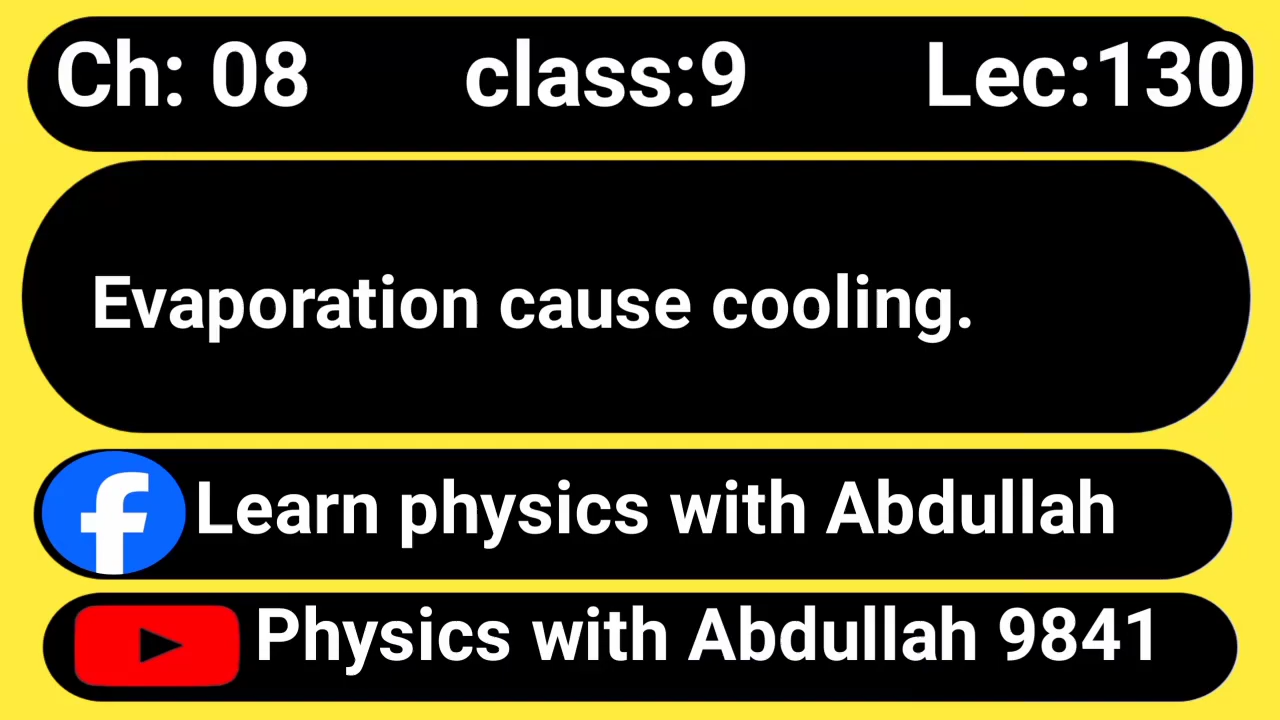 Ch: 08 class:9 Lec:130
Evaporation cause cooling.
Learn physics with Abdullah
Physics with Abdullah 9841